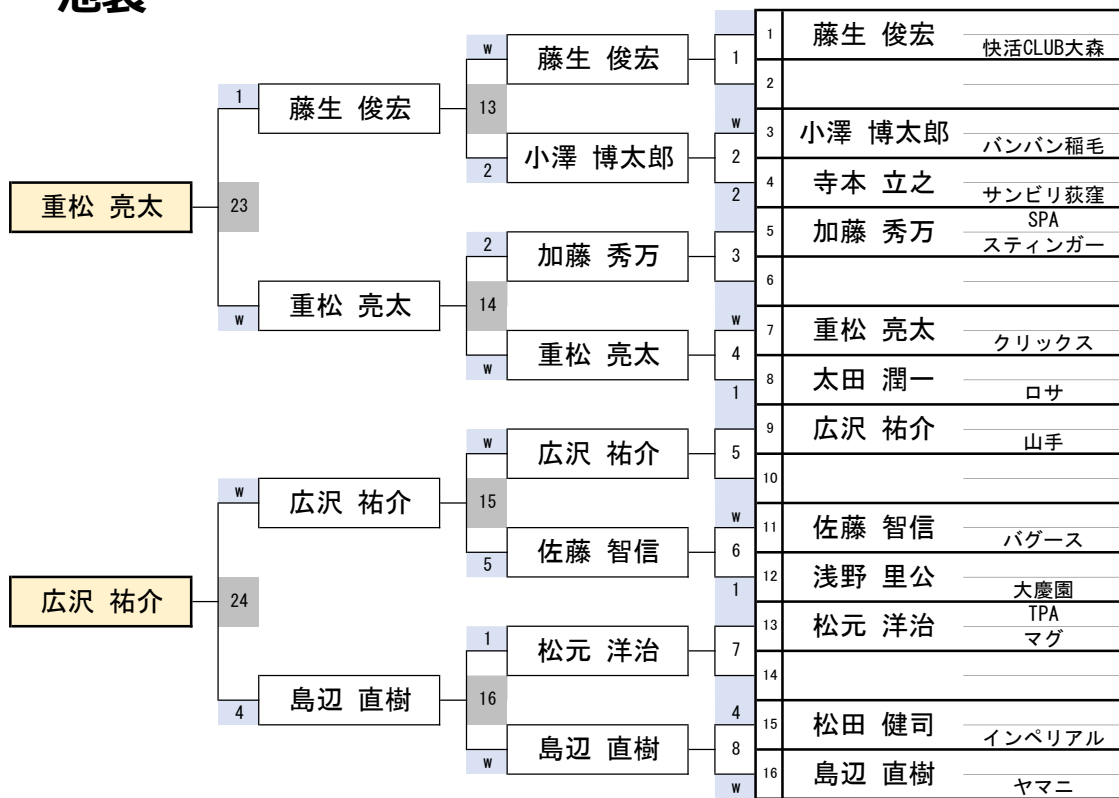 池袋
1 藤生 俊宏 快活CLUB大森
W 藤生 俊宏 1
2
1 藤生 俊宏 13
W 3 小澤 博太郎 バンバン稲毛
2 小澤 博太郎 2
2 4 寺本 立之 サンビリ荻窪
重松 亮太 23
5 加藤 秀万 SPA
スティンガー
2 加藤 秀万 3
6
W 重松 亮太 14
W 7 重松 亮太 クリックス
W 重松 亮太 4
1 8 太田 潤一 ロサ
9 広沢 祐介 山手
W 広沢 祐介 5
10
W 広沢 祐介 15
W 11 佐藤 智信 バグース
5 佐藤 智信 6
1 12 浅野 里公 大慶園
広沢 祐介 24
13 松元 洋治 TPA
マグ
1 松元 洋治 7
14
4 島辺 直樹 16
4 15 松田 健司 インペリアル
W 島辺 直樹 8
W 16 島辺 直樹 ヤマニ